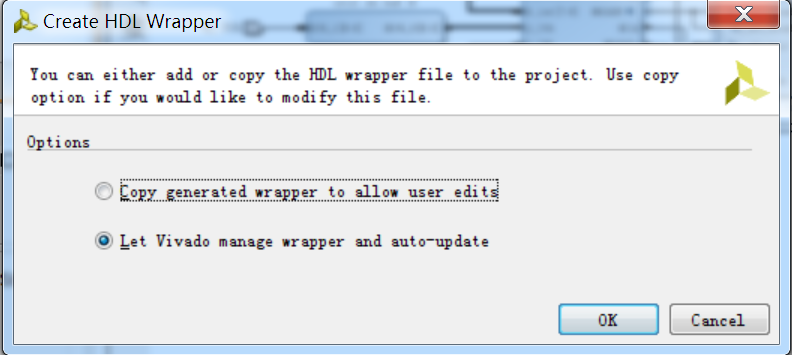 Create HDL Wrapper
You can either add or copy the HDL wrapper file to the project. Use copy
option if you would like to modify this file.
Options
Copy generated wrapper to allow user edits
Let Vivado manage wrapper and auto-update
OK
Cancel